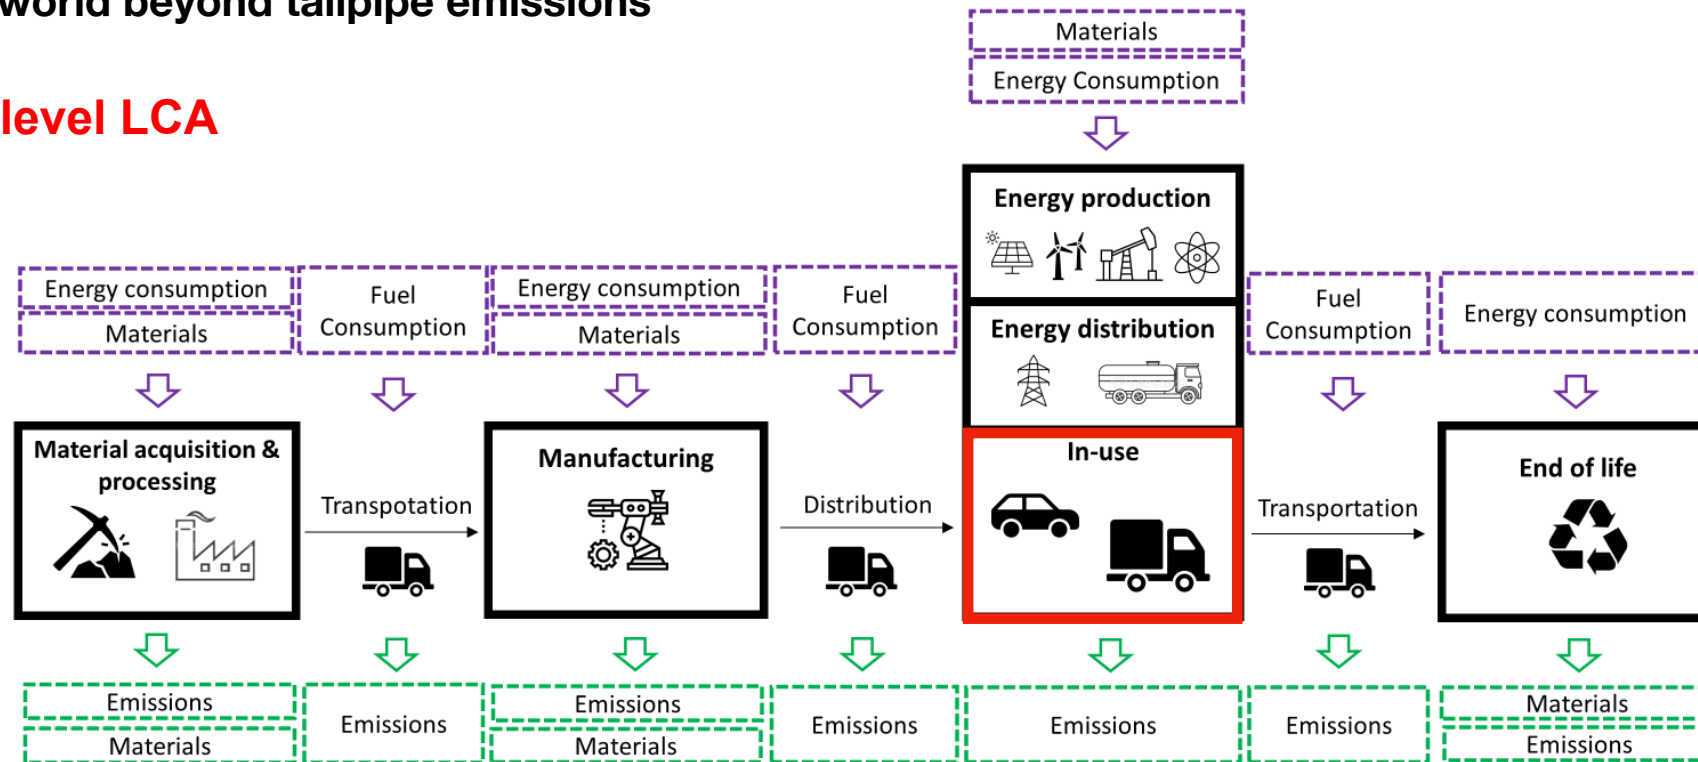 world beyond tailpipe emissions
level LCA
Materials
Energy Consumption
Energy production
Energy distribution
Energy consumption
Materials
Fuel
Consumption
Energy consumption
Materials
Fuel
Consumption
Fuel
Consumption
Energy consumption
Material acquisition &
processing
Transpotation
Manufacturing
Distribution
In-use
Transportation
End of life
Emissions
Materials
Emissions
Emissions
Materials
Emissions
Emissions
Emissions
Materials
Emissions